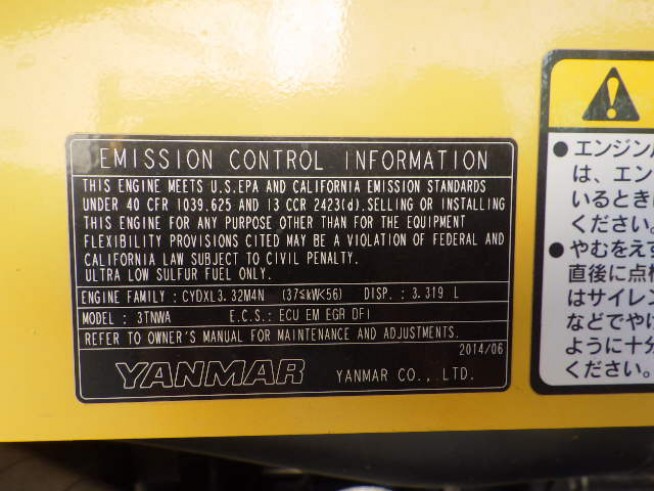 EMISSION CONTROL INFORMATION
THIS ENGINE MEETS U.S.EPA AND CALIFORNIA EMISSION STANDARDS
UNDER 40 CFR 1039.625 AND 13 CCR 2423(d).SELLING OR INSTALLING
THIS ENGINE FOR ANY PURPOSE OTHER THAN FOR THE EQUIPMENT
FLEXIBILITY PROVISIONS CITED MAY BE A VIOLATION OF FEDERAL AND
CALIFORNIA LAW SUBJECT TO CIVIL PENALTY.
ULTRA LOW SULFUR FUEL ONLY.
ENGINE FAMILY : CYDXL3.32M4N (37≤kW<56) DISP. : 3.319 L
MODEL : 3TNWA E.C.S.: ECU EM EGR DFI
REFER TO OWNER'S MANUAL FOR MAINTENANCE AND ADJUSTMENTS.
2014/06
YANMAR YANMAR CO., LTD.
●エンジン
は、エン
いるとき
ください。
●やむをえ
直後に点
はサイレン
などでや
ように十分
ください。